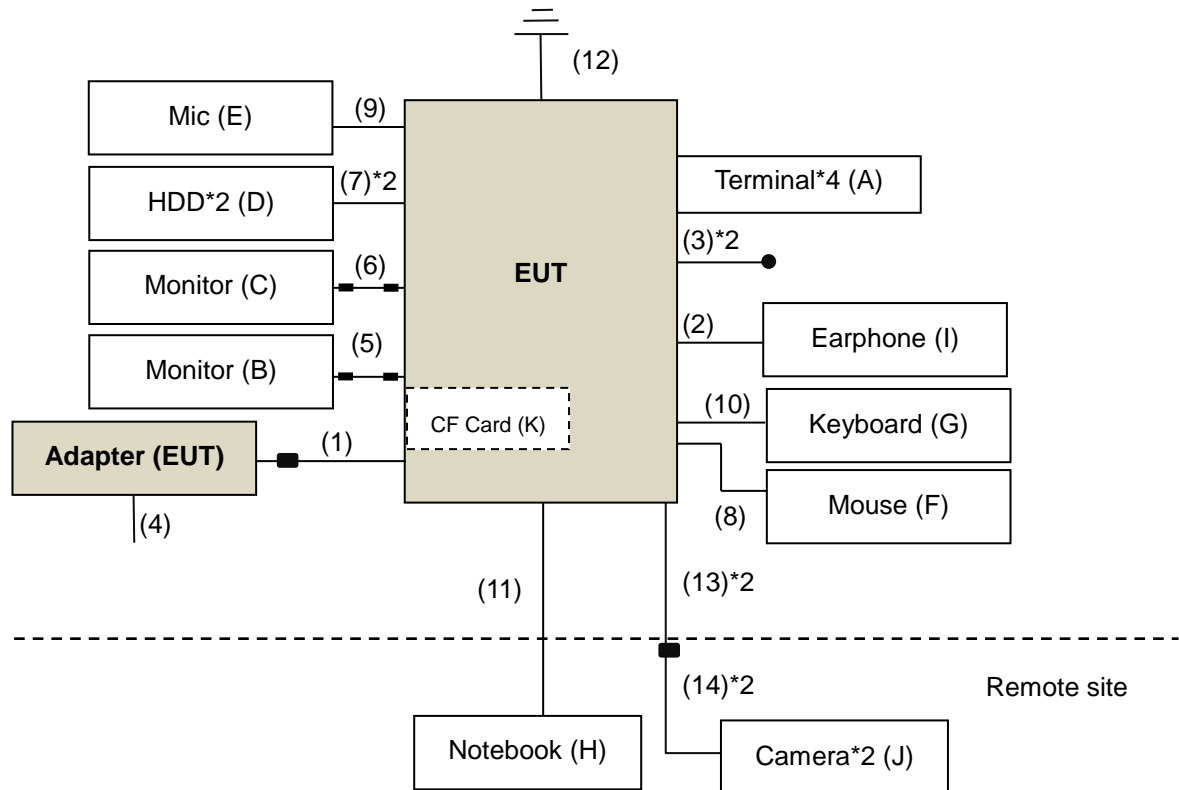 (12)
Mic (E)
(9)
HDD*2 (D)
(7)*2
Terminal*4 (A)
(3)*2
Monitor (C)
(6)
EUT
(2)
Earphone (I)
Monitor (B)
(5)
CF Card (K)
(10)
Keyboard (G)
Adapter (EUT)
(1)
(4)
(8)
Mouse (F)
(11)
(13)*2
(14)*2
Remote site
Notebook (H)
Camera*2 (J)